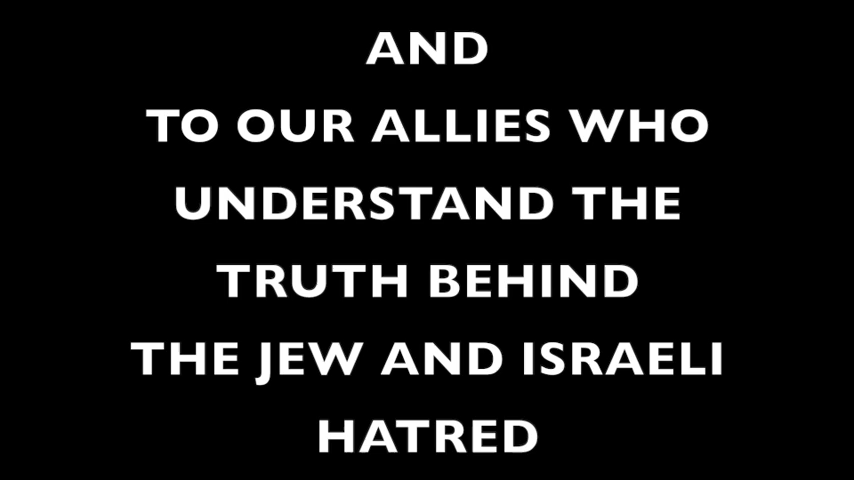 AND
TO OUR ALLIES WHO
UNDERSTAND THE
TRUTH BEHIND
THE JEW AND ISRAELI
HATRED